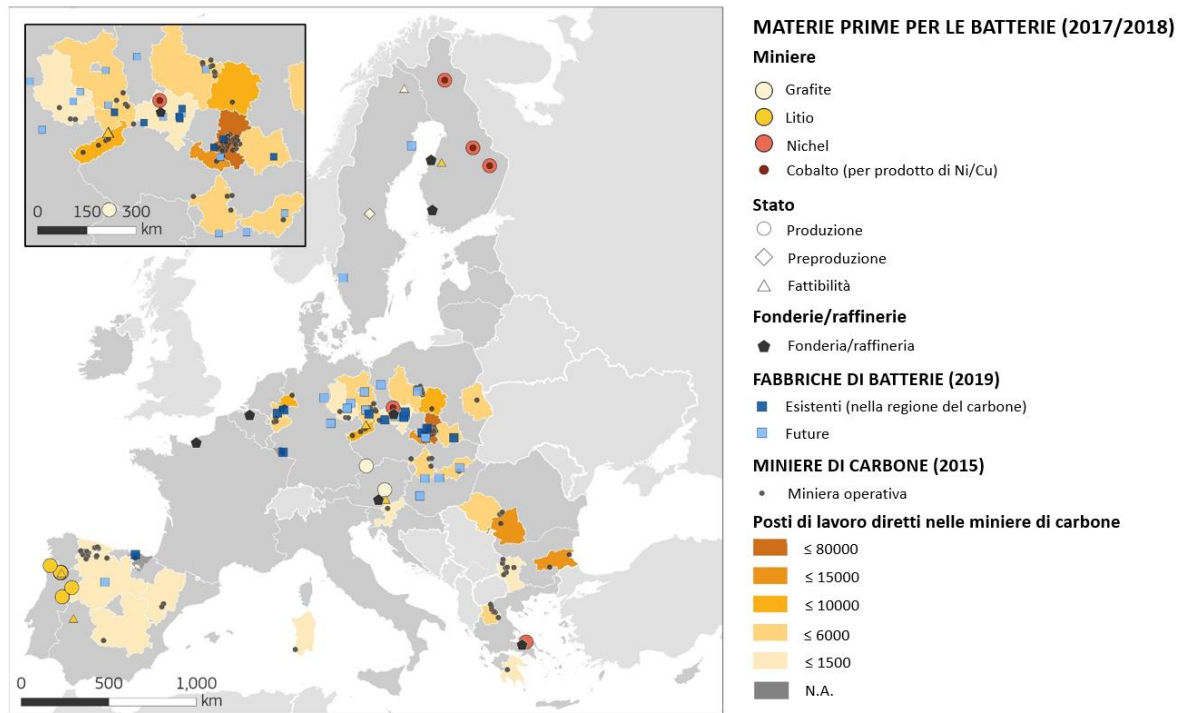 0 150 300
km
0 500 1,000
km
MATERIE PRIME PER LE BATTERIE (2017/2018)
Miniere
Grafite
Litio
Nichel
Cobalto (per prodotto di Ni/Cu)
Stato
Produzione
Preproduzione
Fattibilità
Fonderie/raffinerie
Fonderia/raffineria
FABBRICHE DI BATTERIE (2019)
Esistenti (nella regione del carbone)
Future
MINIERE DI CARBONE (2015)
Miniera operativa
Posti di lavoro diretti nelle miniere di carbone
≤ 80000
≤ 15000
≤ 10000
≤ 6000
≤ 1500
N.A.